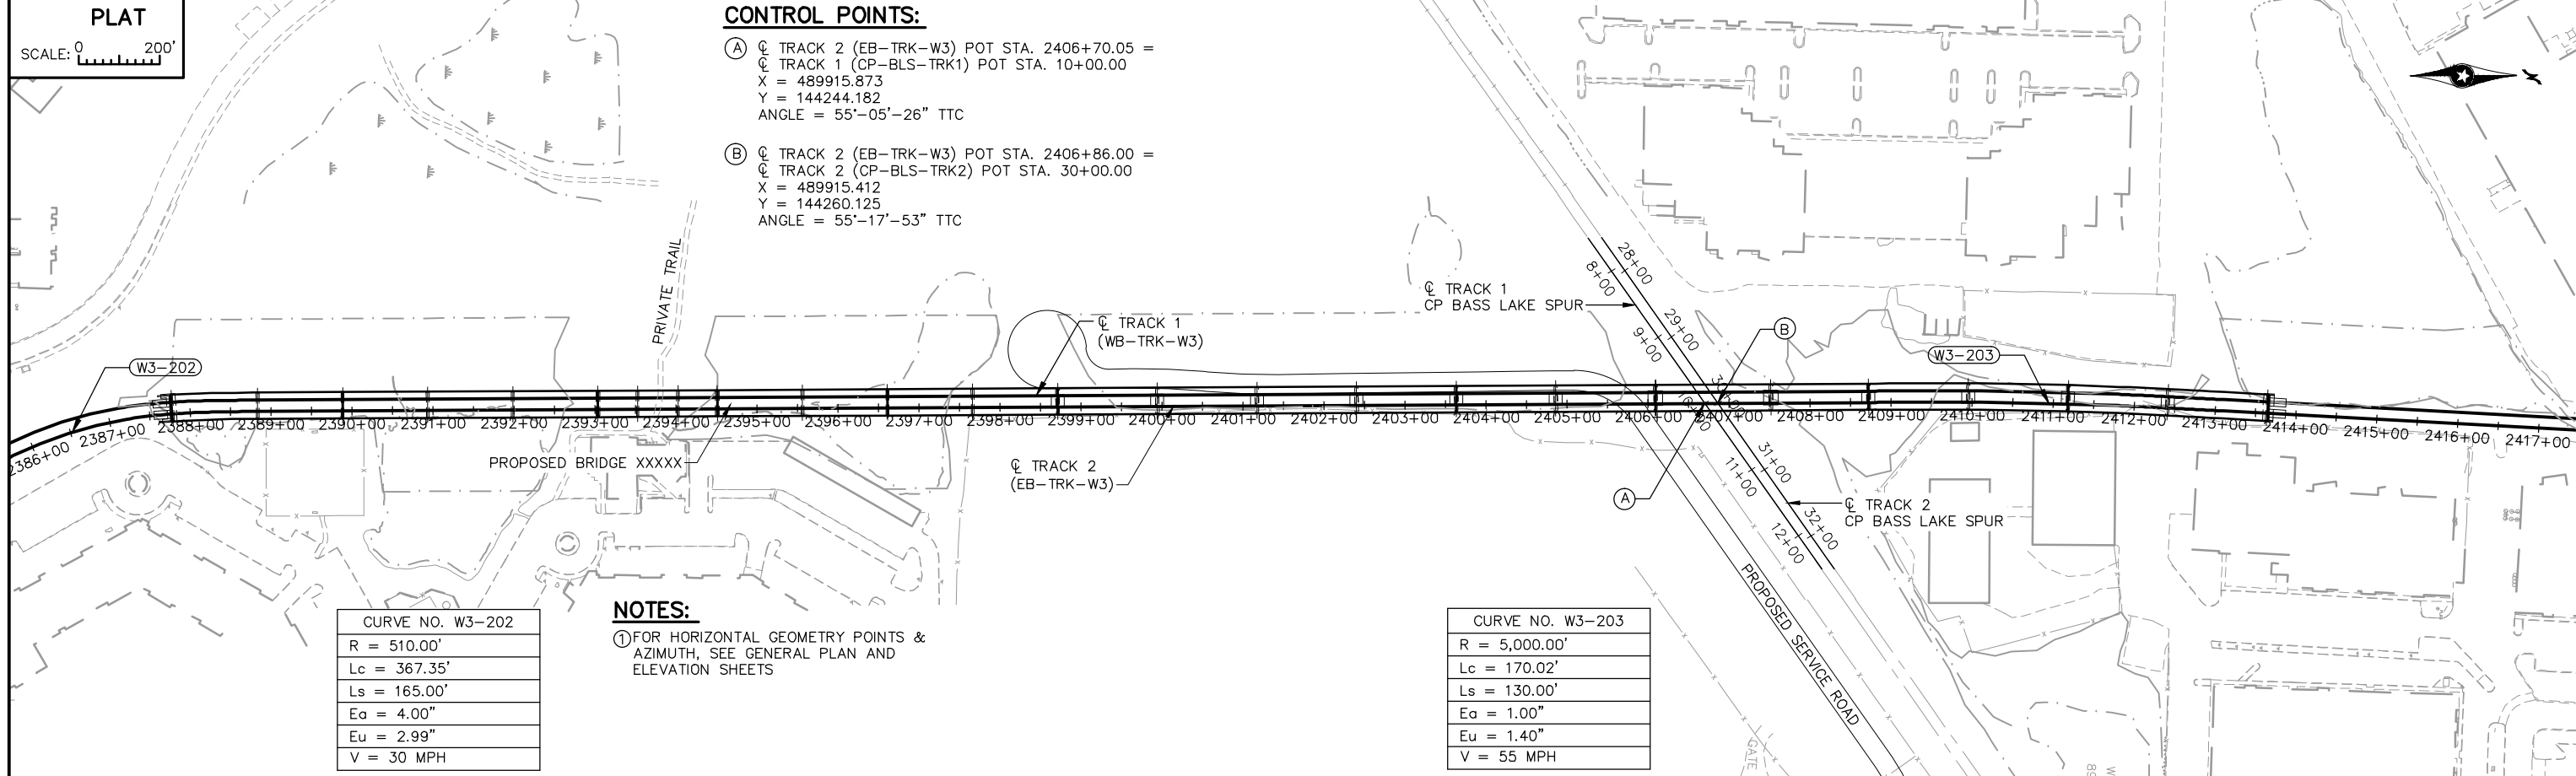 PLAT
SCALE: 0 200'
CONTROL POINTS:
Ⓐ ℄ TRACK 2 (EB-TRK-W3) POT STA. 2406+70.05 =
℄ TRACK 1 (CP-BLS-TRK1) POT STA. 10+00.00
X = 489915.873
Y = 144244.182
ANGLE = 55°-05'-26" TTC
Ⓑ ℄ TRACK 2 (EB-TRK-W3) POT STA. 2406+86.00 =
℄ TRACK 2 (CP-BLS-TRK2) POT STA. 30+00.00
X = 489915.412
Y = 144260.125
ANGLE = 55°-17'-53" TTC
PRIVATE TRAIL
℄ TRACK 1
(WB-TRK-W3)
℄ TRACK 1
CP BASS LAKE SPUR
28+00
8+00
29+00
9+00
Ⓑ
W3-202
W3-203
2386+00 2387+00 2388+00 2389+00 2390+00 2391+00 2392+00 2393+00 2394+00 2395+00 2396+00 2397+00 2398+00 2399+00 2400+00 2401+00 2402+00 2403+00 2404+00 2405+00 2406+00 2407+00 2408+00 2409+00 2410+00 2411+00 2412+00 2413+00 2414+00 2415+00 2416+00 2417+00
PROPOSED BRIDGE XXXXX
℄ TRACK 2
(EB-TRK-W3)
Ⓐ
31+00
11+00
32+00
12+00
℄ TRACK 2
CP BASS LAKE SPUR
PROPOSED SERVICE ROAD
GATE
CURVE NO. W3-202
R = 510.00'
Lc = 367.35'
Ls = 165.00'
Ea = 4.00"
Eu = 2.99"
V = 30 MPH
NOTES:
① FOR HORIZONTAL GEOMETRY POINTS &
AZIMUTH, SEE GENERAL PLAN AND
ELEVATION SHEETS
CURVE NO. W3-203
R = 5,000.00'
Lc = 170.02'
Ls = 130.00'
Ea = 1.00"
Eu = 1.40"
V = 55 MPH